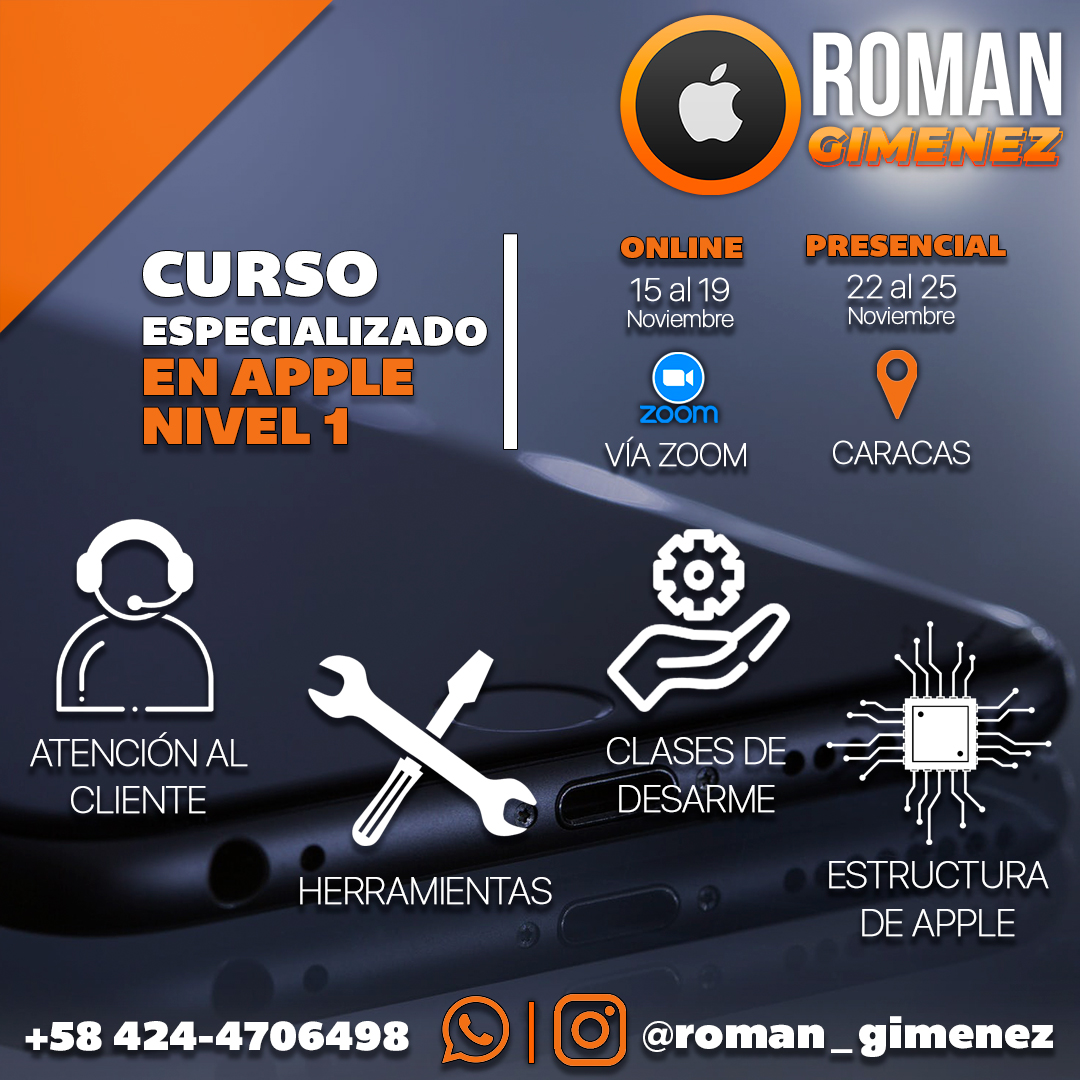 ROMAN
GIMENEZ
CURSO
ESPECIALIZADO
EN APPLE
NIVEL 1
ONLINE
15 al 19
Noviembre
zoom
VÍA ZOOM
PRESENCIAL
22 al 25
Noviembre
CARACAS
ATENCIÓN AL
CLIENTE
HERRAMIENTAS
CLASES DE
DESARME
ESTRUCTURA
DE APPLE
+58 424-4706498
@roman_gimenez